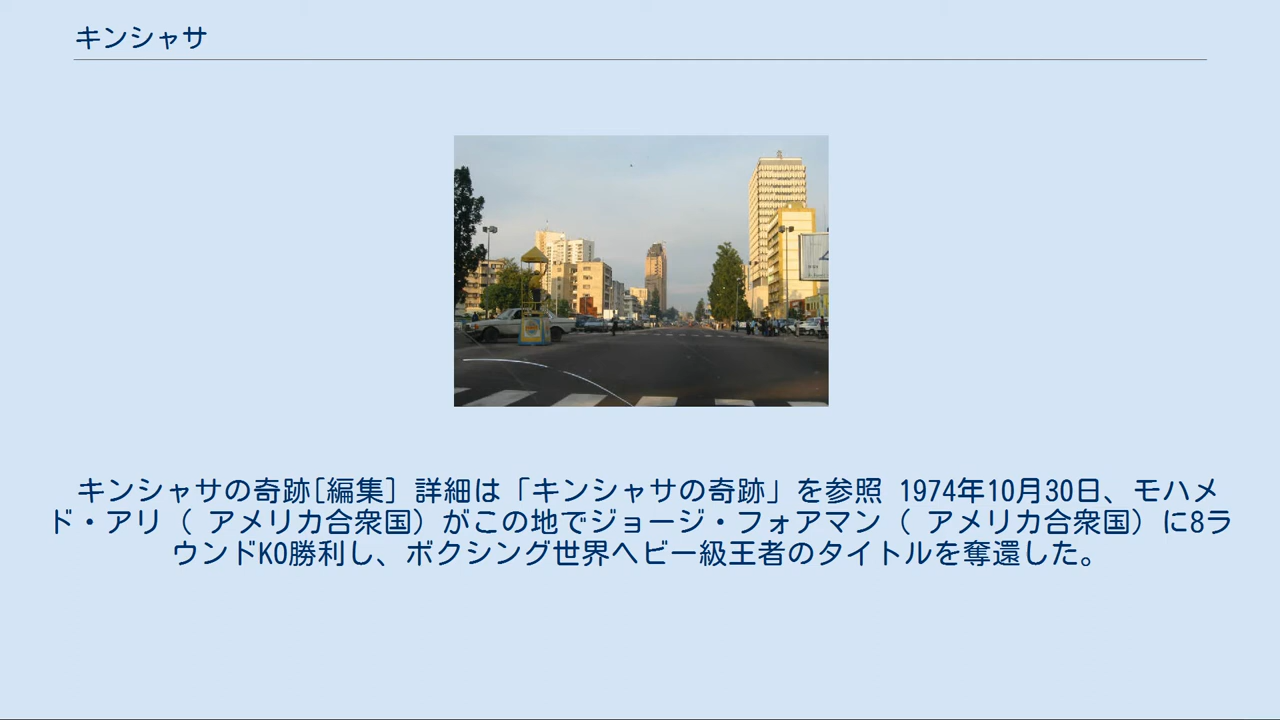 キンシャサ
キンシャサの奇跡[編集] 詳細は「キンシャサの奇跡」を参照 1974年10月30日、モハメ
ド・アリ（ アメリカ合衆国）がこの地でジョージ・フォアマン（ アメリカ合衆国）に8ラ
ウンドKO勝利し、ボクシング世界ヘビー級王者のタイトルを奪還した。